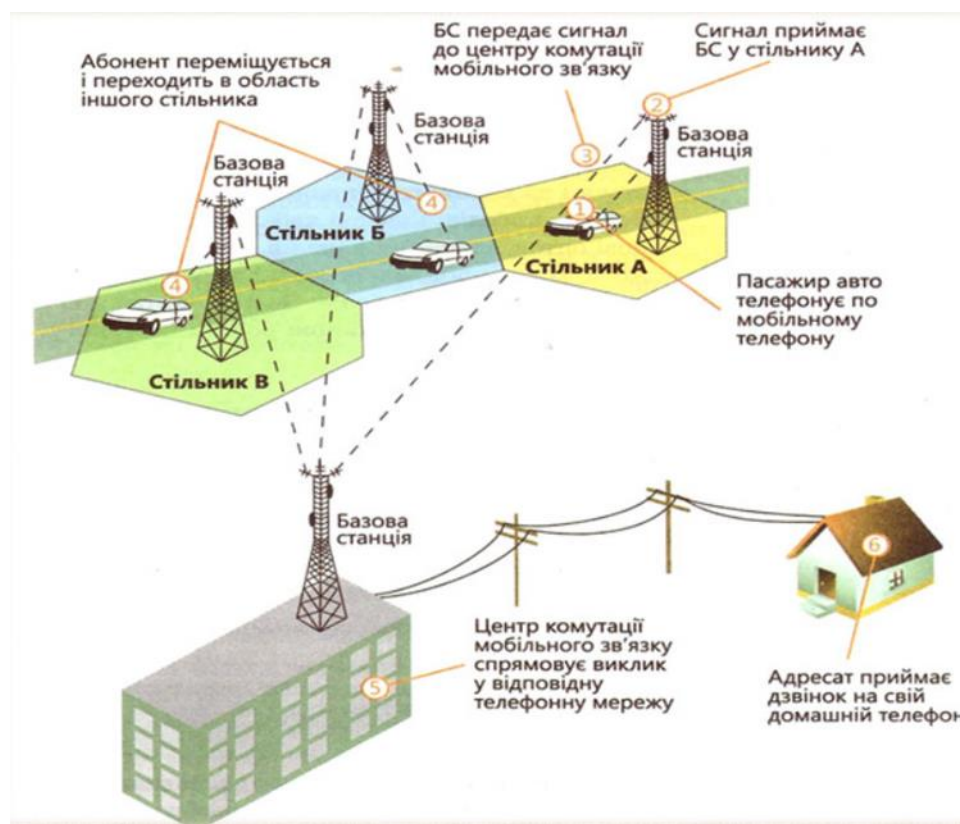 Абонент переміщується
і переходить в область
іншого стільника
БС передає сигнал
до центру комутації
мобільного зв'язку
Сигнал приймає
БС у стільнику А
2
Базова
станція
Базова
станція
3
Базова
станція
4
1
Стільник Б
Стільник А
4
Стільник В
Пасажир авто
телефонує по
мобільному
телефону
Базова
станція
6
Центр комутації
мобільного зв'язку
спрямовує виклик
у відповідну
телефонну мережу
5
Адресат приймає
дзвінок на свій
домашній телефон